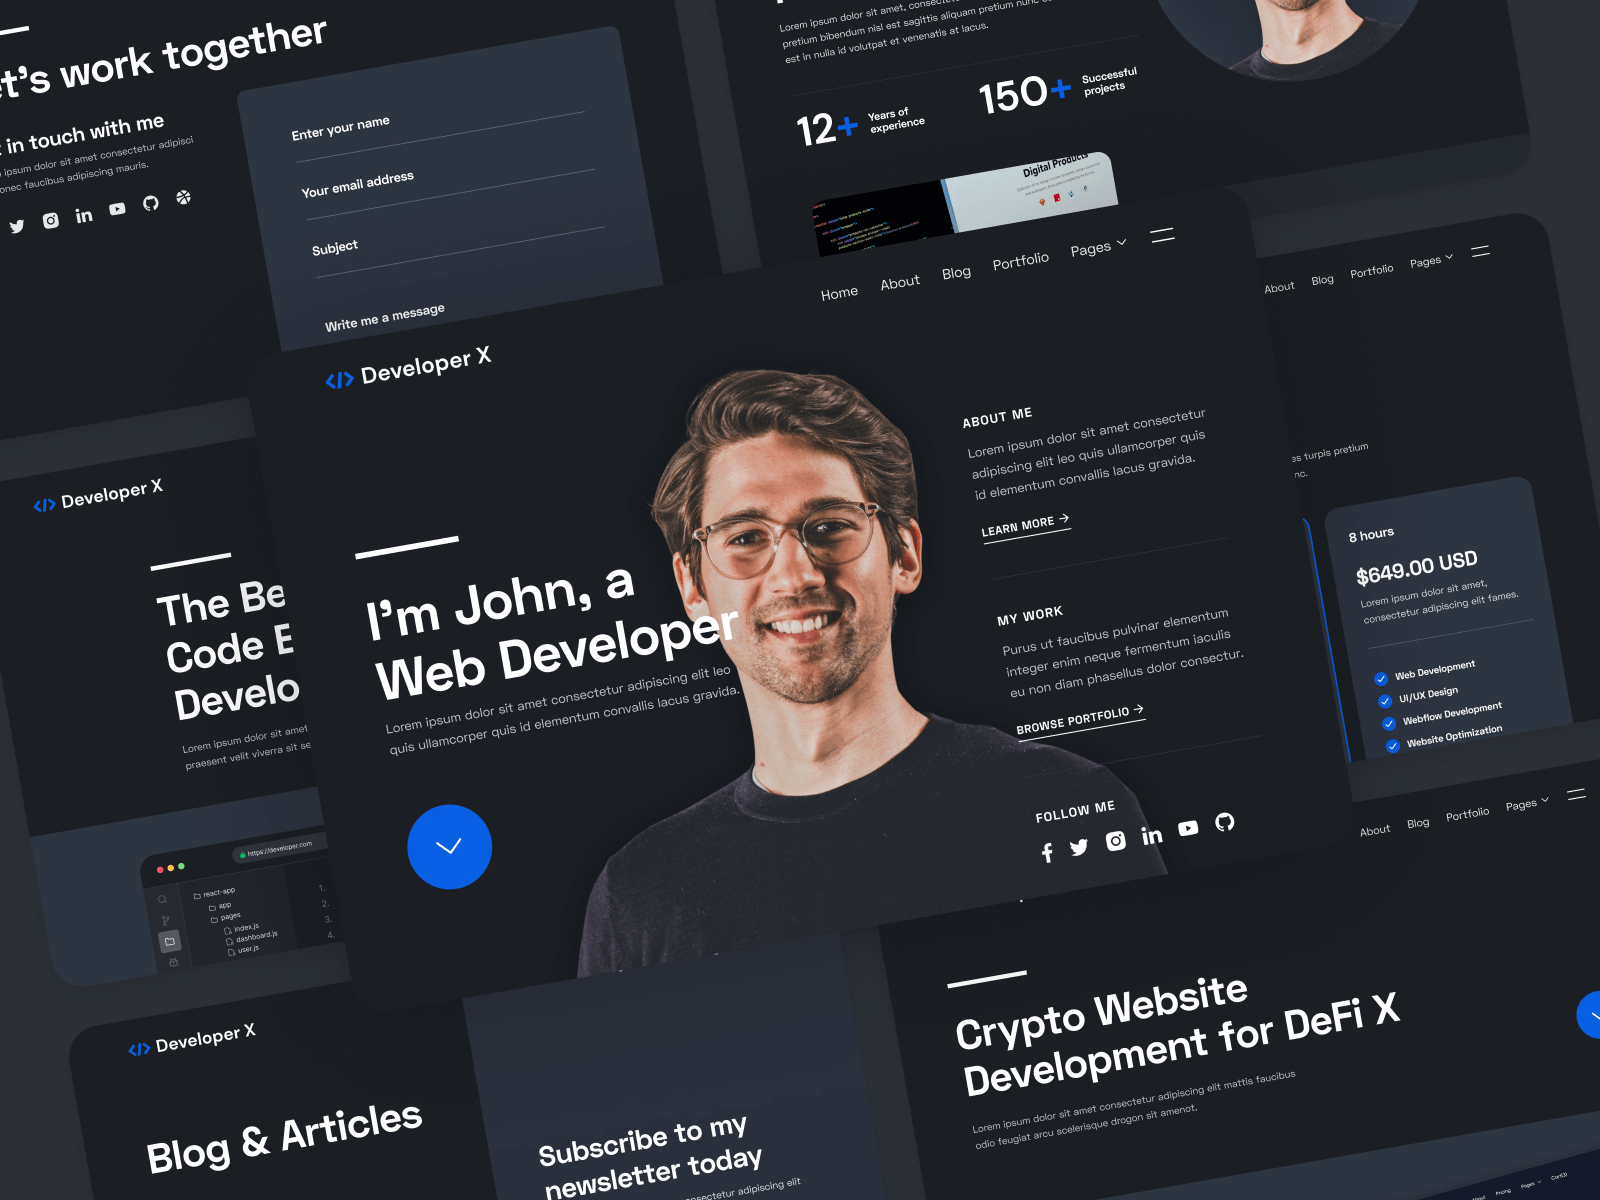 et's work together
t in touch with me
ipsum dolor sit amet consectetur adipisci
onec faucibus adipiscing mauris.
Enter your name
Your email address
Subject
Write me a message
Lorem ipsum dolor sit amet, consectetur
pretium bibendum nisl est sagittis aliquam pretium nunc
est in nulla id volutpat et venenatis at lacus.
12+ Years of
experience
150+ Successful
projects
Digital Products
Home About Blog Portfolio Pages
Developer X
I'm John, a
Web Developer
Lorem ipsum dolor sit amet consectetur adipiscing elit leo
quis ullamcorper quis id elementum convallis lacus gravida.
ABOUT ME
Lorem ipsum dolor sit amet consectetur
adipiscing elit leo quis ullamcorper quis
id elementum convallis lacus gravida.
LEARN MORE →
MY WORK
Purus ut faucibus pulvinar elementum
integer enim neque fermentum iaculis
eu non diam phasellus dolor consectur.
BROWSE PORTFOLIO →
FOLLOW ME
About Blog Portfolio Pages
es turpis pretium
nc.
8 hours
$649.00 USD
Lorem ipsum dolor sit amet,
consectetur adipiscing elit fames.
Web Development
UI/UX Design
Webflow Development
Website Optimization
Developer X
The Be
Code E
Develo
Lorem ipsum dolor sit amet
praesent velit viverra sit se
https://developer.com
react-app
app
pages
index.js
dashboard.js
user.js
1.
2.
3.
4.
Developer X
Blog & Articles
Subscribe to my
newsletter today
nsectetur adipiscing elit
About Blog Portfolio Pages
Crypto Website
Development for DeFi X
Lorem ipsum dolor sit amet consectetur adipiscing elit mattis faucibus
odio feugiat arcu scelerisque drogon sit amenot.
Pricing Pages